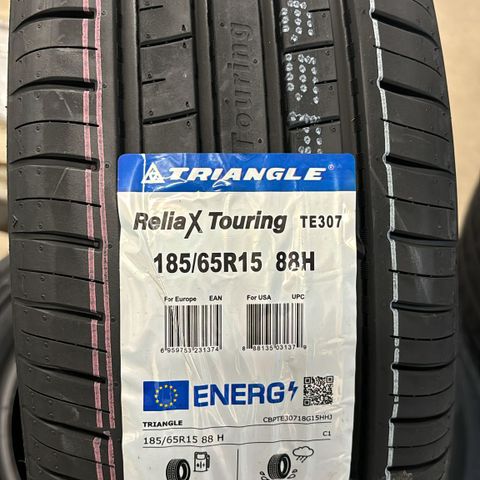 Touring
TRIANGLE
ReliaX Touring TE307
185/65R15 88H
For Europe EAN For USA UPC
6 959753 231374 8 88135 03137 9
ENERG
TRIANGLE CBPTE30718G15HHJ
185/65R15 88 H C1